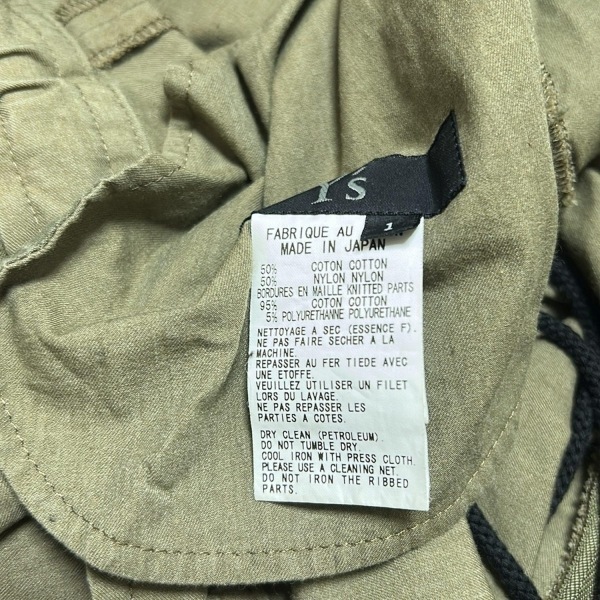 Y's
1
FABRIQUE AU
MADE IN JAPAN
50% COTON COTTON
50% NYLON NYLON
BORDURES EN MAILLE KNITTED PARTS
95% COTON COTTON
5% POLYURETHANNE POLYURETHANE
NETTOYAGE A SEC (ESSENCE F).
NE PAS FAIRE SECHER A LA
MACHINE.
REPASSER AU FER TIEDE AVEC
UNE ETOFFE.
VEUILLEZ UTILISER UN FILET
LORS DU LAVAGE.
NE PAS REPASSER LES
PARTIES A COTES.
DRY CLEAN (PETROLEUM).
DO NOT TUMBLE DRY.
COOL IRON WITH PRESS CLOTH.
PLEASE USE A CLEANING NET.
DO NOT IRON THE RIBBED
PARTS.